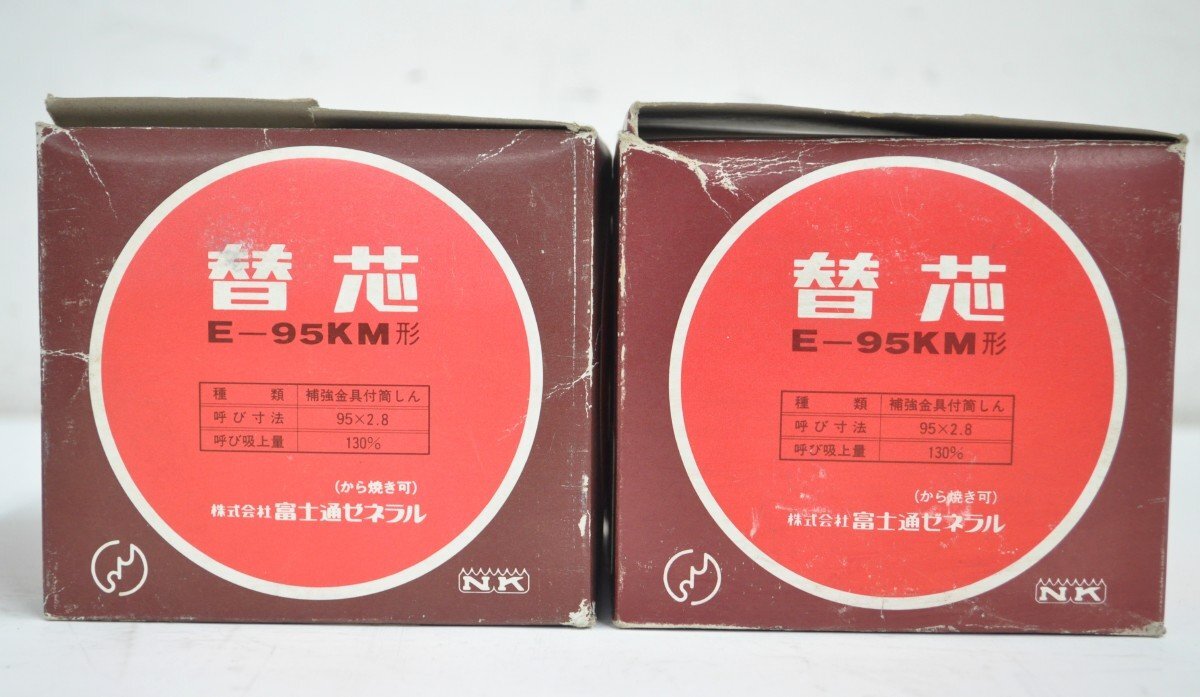 替芯
E－95KM形
種類 補強金具付筒しん
呼び寸法 95×2.8
呼び吸上量 130%
(から焼き可)
株式会社富士通ゼネラル
NK
替芯
E－95KM形
種類 補強金具付筒しん
呼び寸法 95×2.8
呼び吸上量 130%
(から焼き可)
株式会社富士通ゼネラル
NK